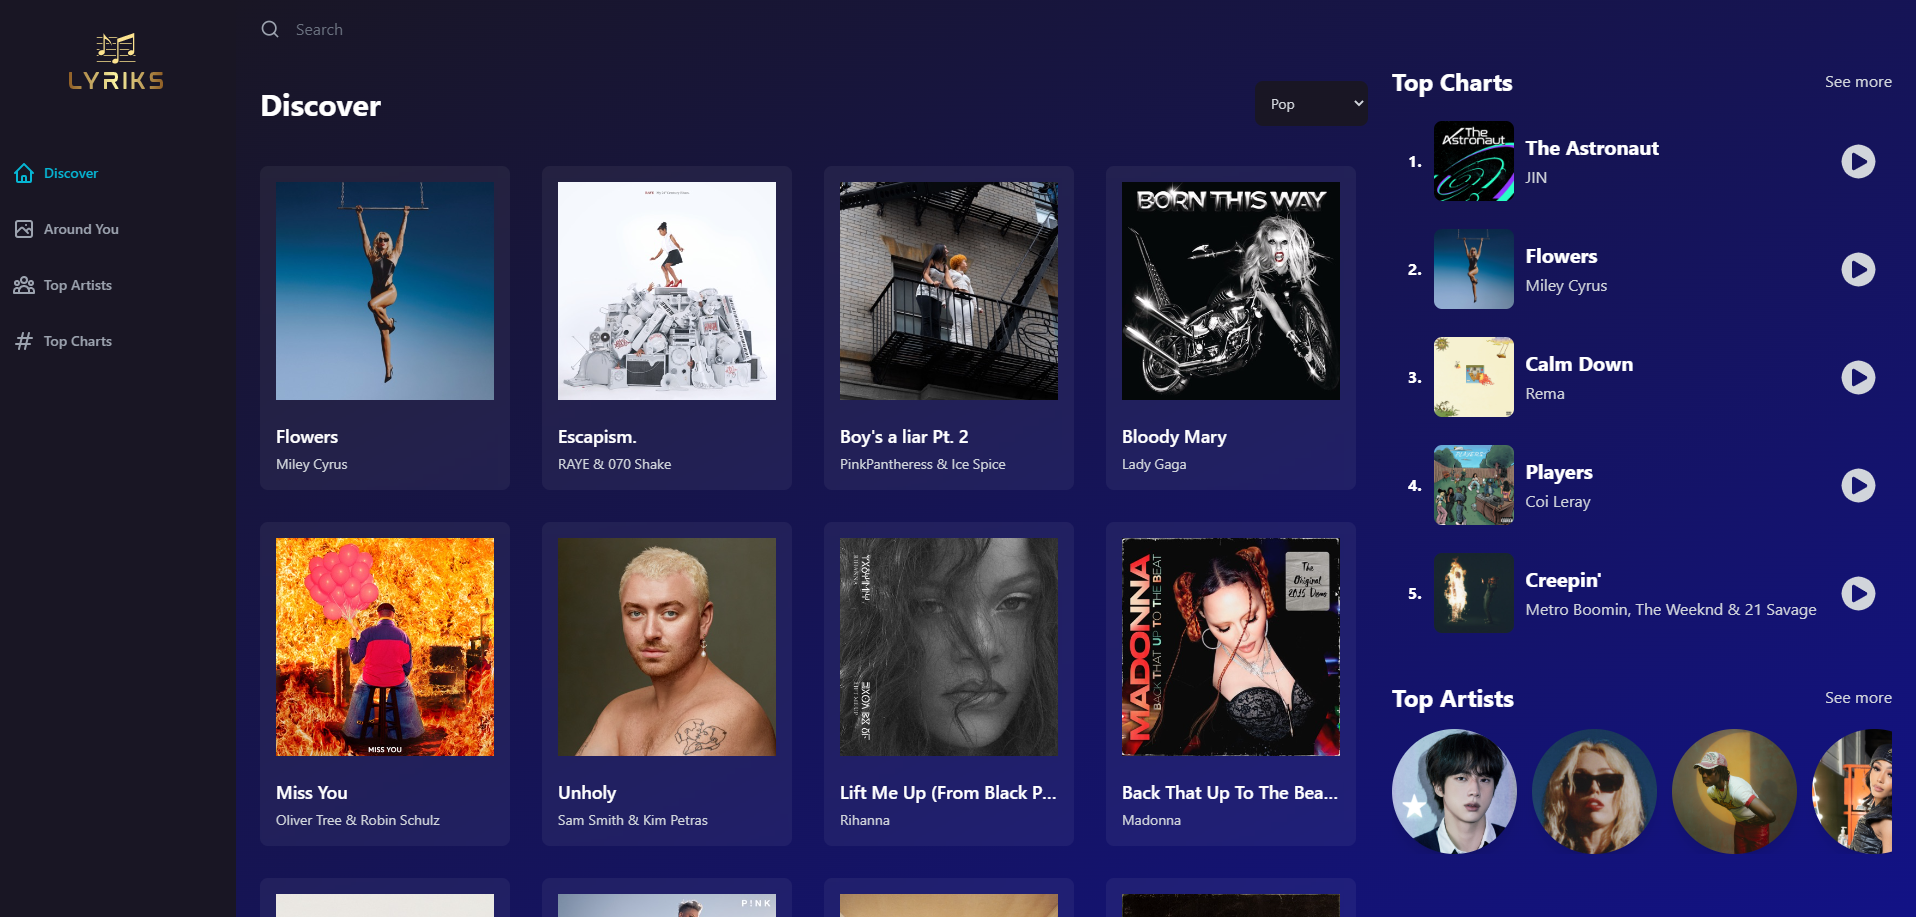 LYRIKS
Search
Discover
Around You
Top Artists
Top Charts
Discover
Pop
Flowers
Miley Cyrus
Escapism.
RAYE & 070 Shake
Boy's a liar Pt. 2
PinkPantheress & Ice Spice
BORN THIS WAY
Bloody Mary
Lady Gaga
MISS YOU
Miss You
Oliver Tree & Robin Schulz
Unholy
Sam Smith & Kim Petras
Lift Me Up (From Black P...
Rihanna
MADONNA
BACK THAT UP TO THE BEAT
The
Original
2015 Demo
Back That Up To The Bea...
Madonna
P!NK
Top Charts
See more
1.
The
Astronaut
The Astronaut
JIN
2.
Flowers
Miley Cyrus
3.
Calm Down
Rema
4.
Players
Coi Leray
5.
Creepin'
Metro Boomin, The Weeknd & 21 Savage
Top Artists
See more